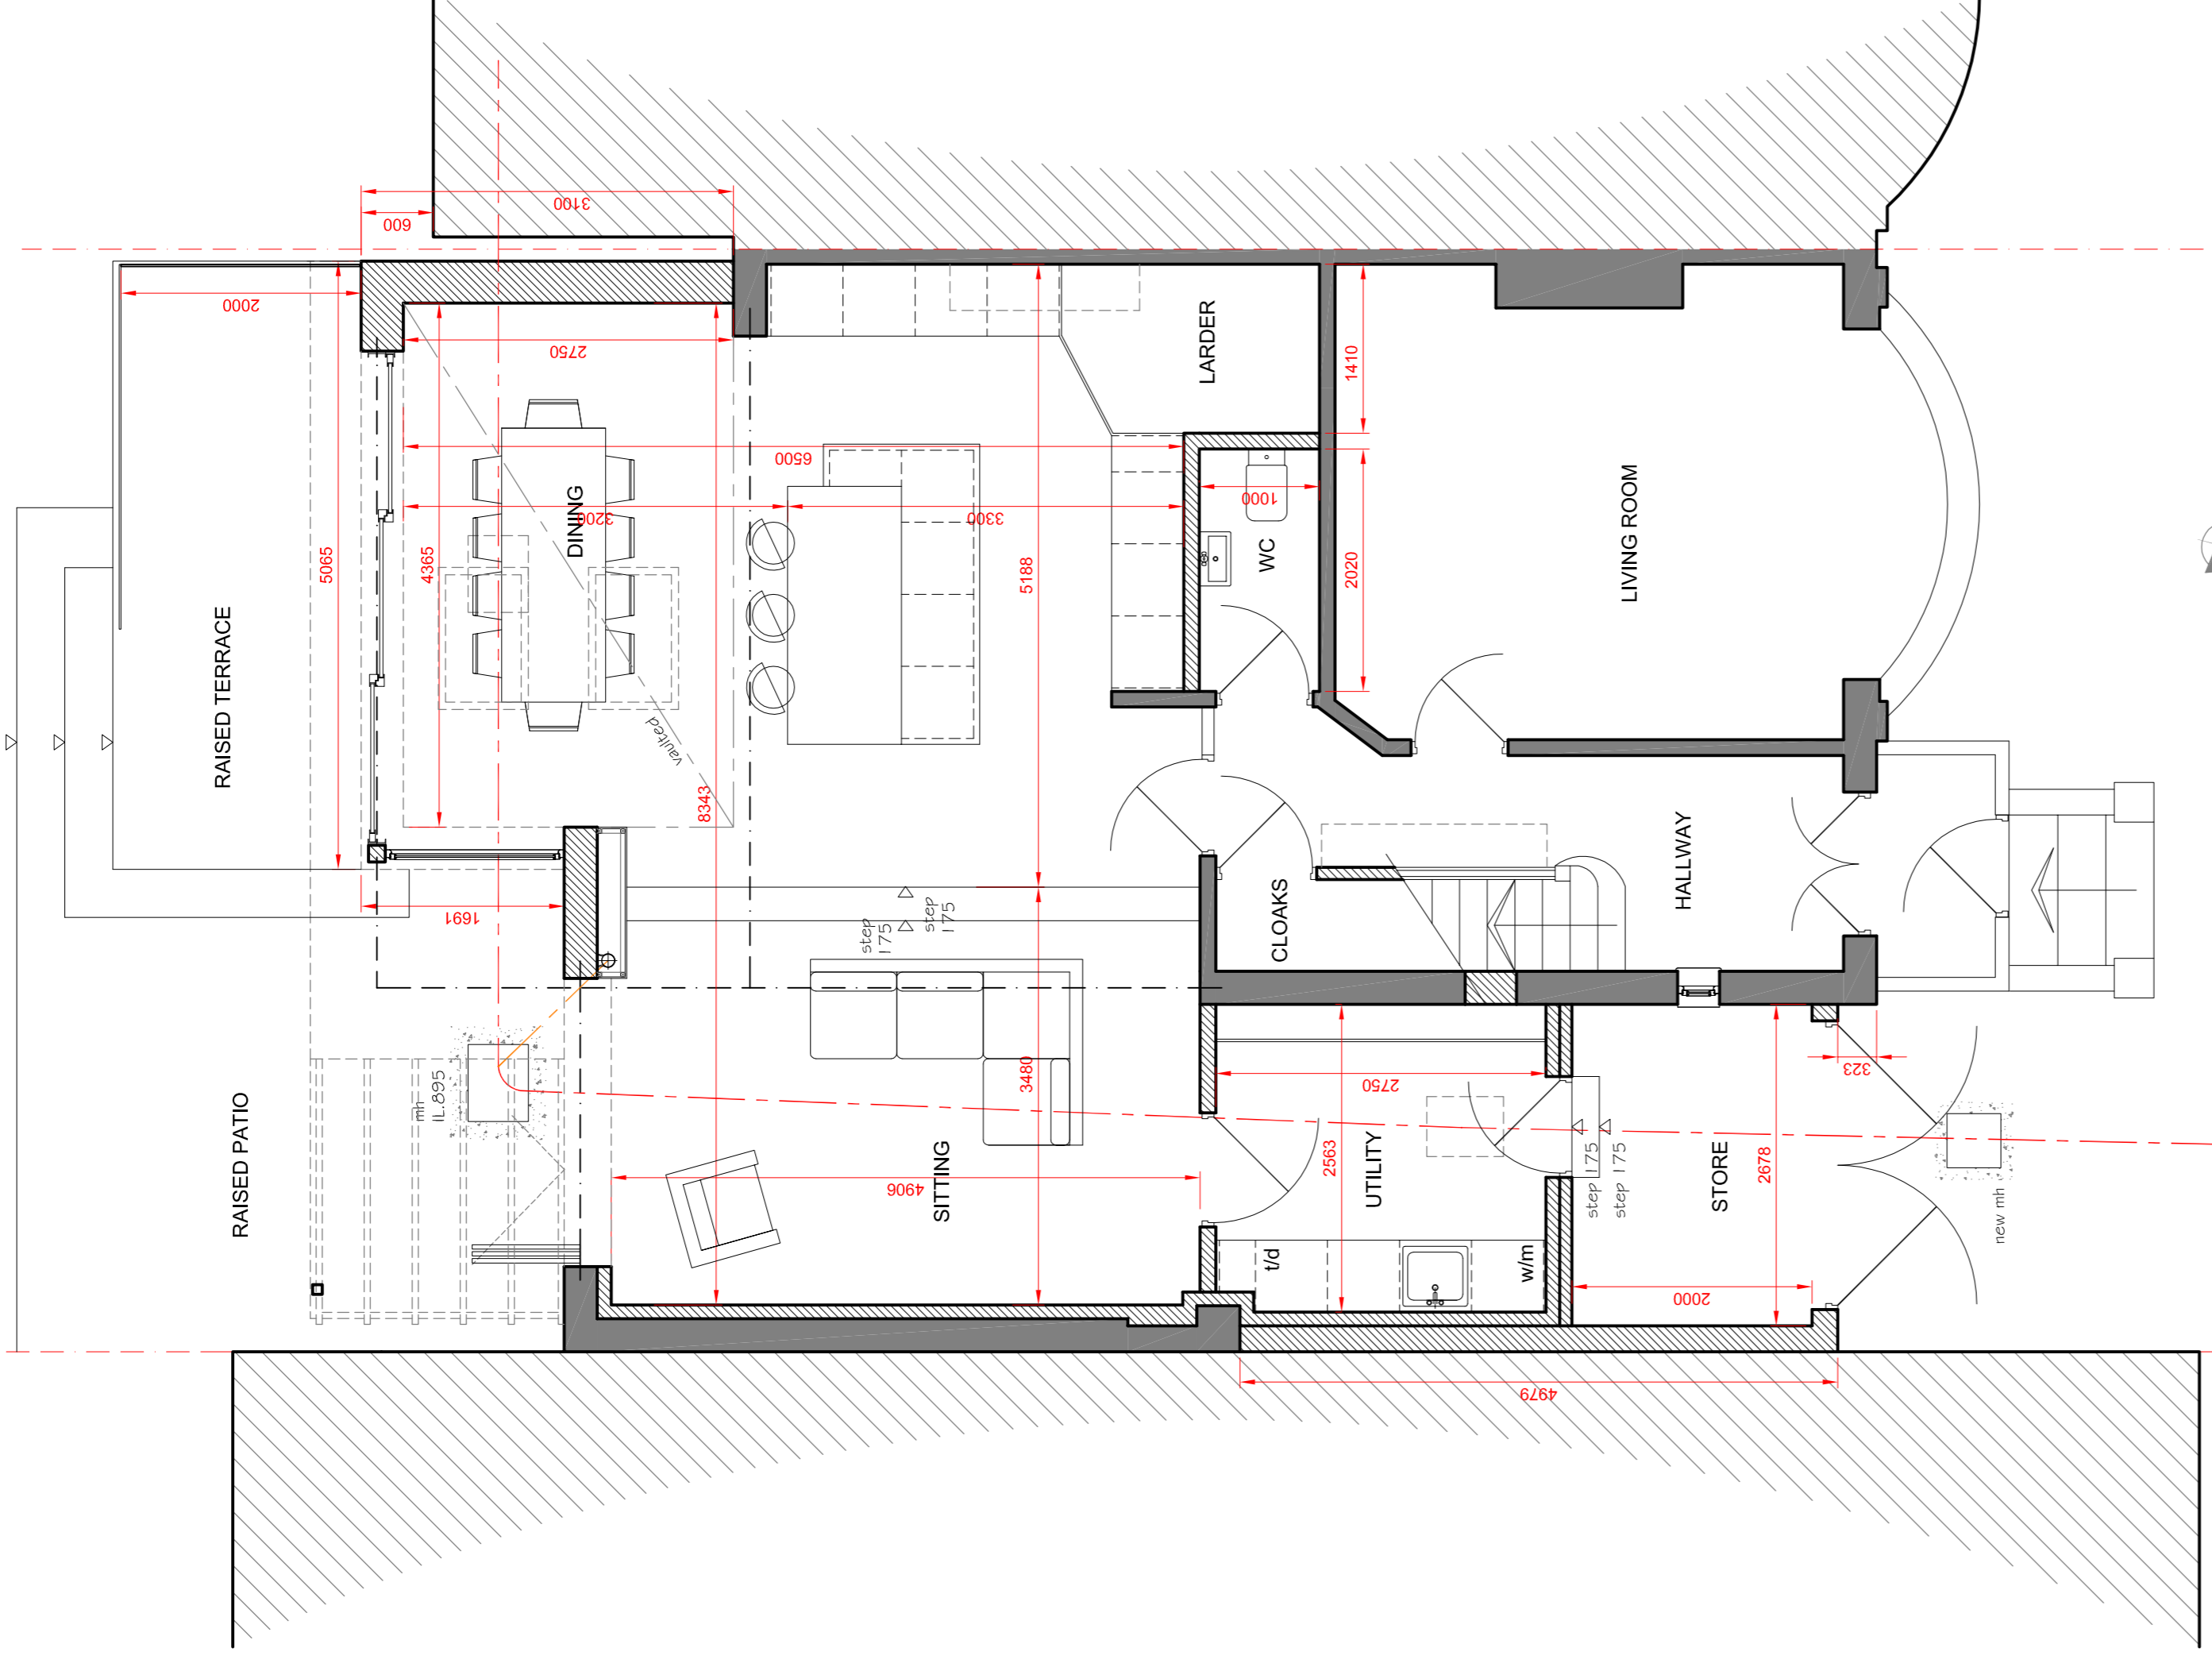 RAISED TERRACE
RAISED PATIO
DINING
vaulted
LARDER
WC
LIVING ROOM
CLOAKS
HALLWAY
SITTING
UTILITY
STORE
t/d
w/m
mh
IL.895
step
175
step
175
step 175
step 175
new mh
3100
600
2000
5065
4365
2750
6500
3200
3300
8343
5188
1000
1410
2020
1691
3480
4906
2750
2563
2678
2000
323
4979